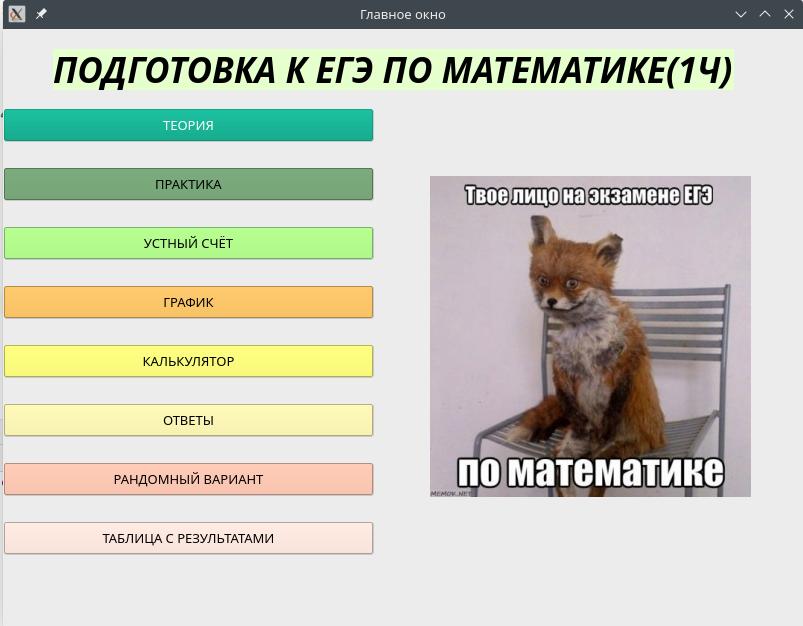 Главное окно
ПОДГОТОВКА К ЕГЭ ПО МАТЕМАТИКЕ(1Ч)
ТЕОРИЯ
ПРАКТИКА
УСТНЫЙ СЧЁТ
ГРАФИК
КАЛЬКУЛЯТОР
ОТВЕТЫ
РАНДОМНЫЙ ВАРИАНТ
ТАБЛИЦА С РЕЗУЛЬТАТАМИ
Твое лицо на экзамене ЕГЭ
по математике
MEMOK.NET